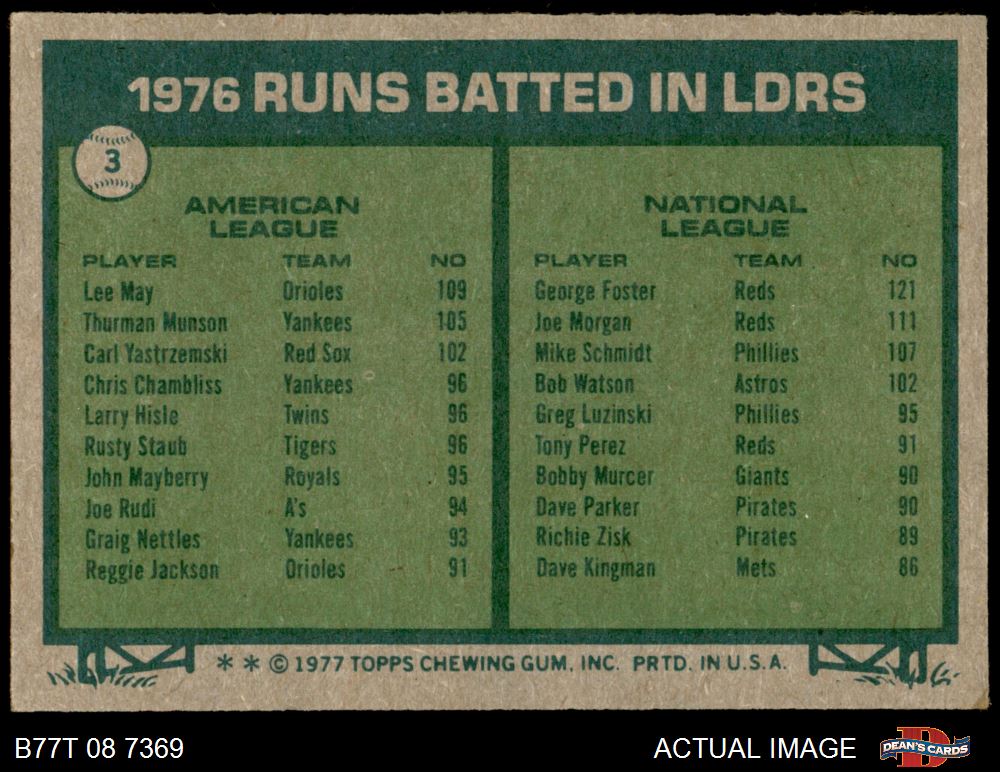 1976 RUNS BATTED IN LDRS
3
AMERICAN
LEAGUE
PLAYER TEAM NO
Lee May Orioles 109
Thurman Munson Yankees 105
Carl Yastrzemski Red Sox 102
Chris Chambliss Yankees 96
Larry Hisle Twins 96
Rusty Staub Tigers 96
John Mayberry Royals 95
Joe Rudi A's 94
Graig Nettles Yankees 93
Reggie Jackson Orioles 91
NATIONAL
LEAGUE
PLAYER TEAM NO
George Foster Reds 121
Joe Morgan Reds 111
Mike Schmidt Phillies 107
Bob Watson Astros 102
Greg Luzinski Phillies 95
Tony Perez Reds 91
Bobby Murcer Giants 90
Dave Parker Pirates 90
Richie Zisk Pirates 89
Dave Kingman Mets 86
* * © 1977 TOPPS CHEWING GUM, INC. PRTD. IN U.S.A.
B77T 08 7369 ACTUAL IMAGE
DEAN'S CARDS